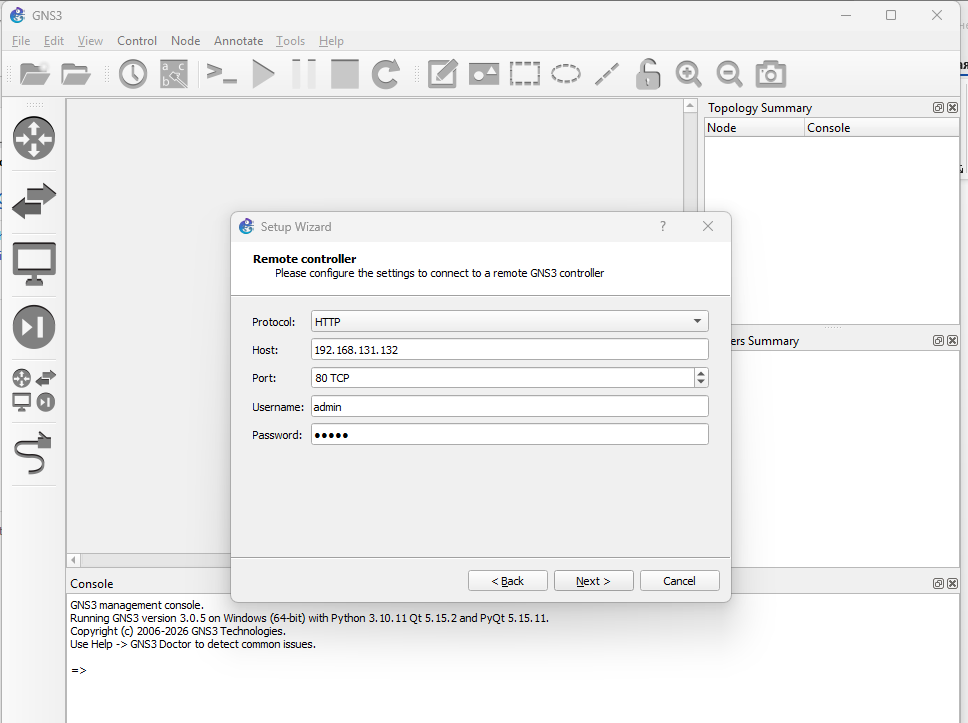 GNS3
File Edit View Control Node Annotate Tools Help
Topology Summary
Node Console
Setup Wizard
?
Remote controller
Please configure the settings to connect to a remote GNS3 controller
Protocol: HTTP
Host: 192.168.131.132
Port: 80 TCP
Username: admin
Password: ●●●●●
ers Summary
< Back Next > Cancel
Console
GNS3 management console.
Running GNS3 version 3.0.5 on Windows (64-bit) with Python 3.10.11 Qt 5.15.2 and PyQt 5.15.11.
Copyright (c) 2006-2026 GNS3 Technologies.
Use Help -> GNS3 Doctor to detect common issues.
=>